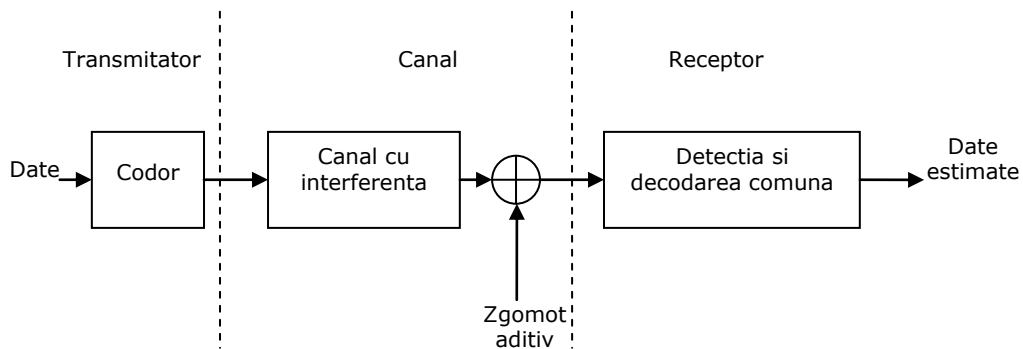 Transmitator
Canal
Receptor
Date
Codor
Canal cu
interferenta
Detectia si
decodarea comuna
Date
estimate
Zgomot
aditiv